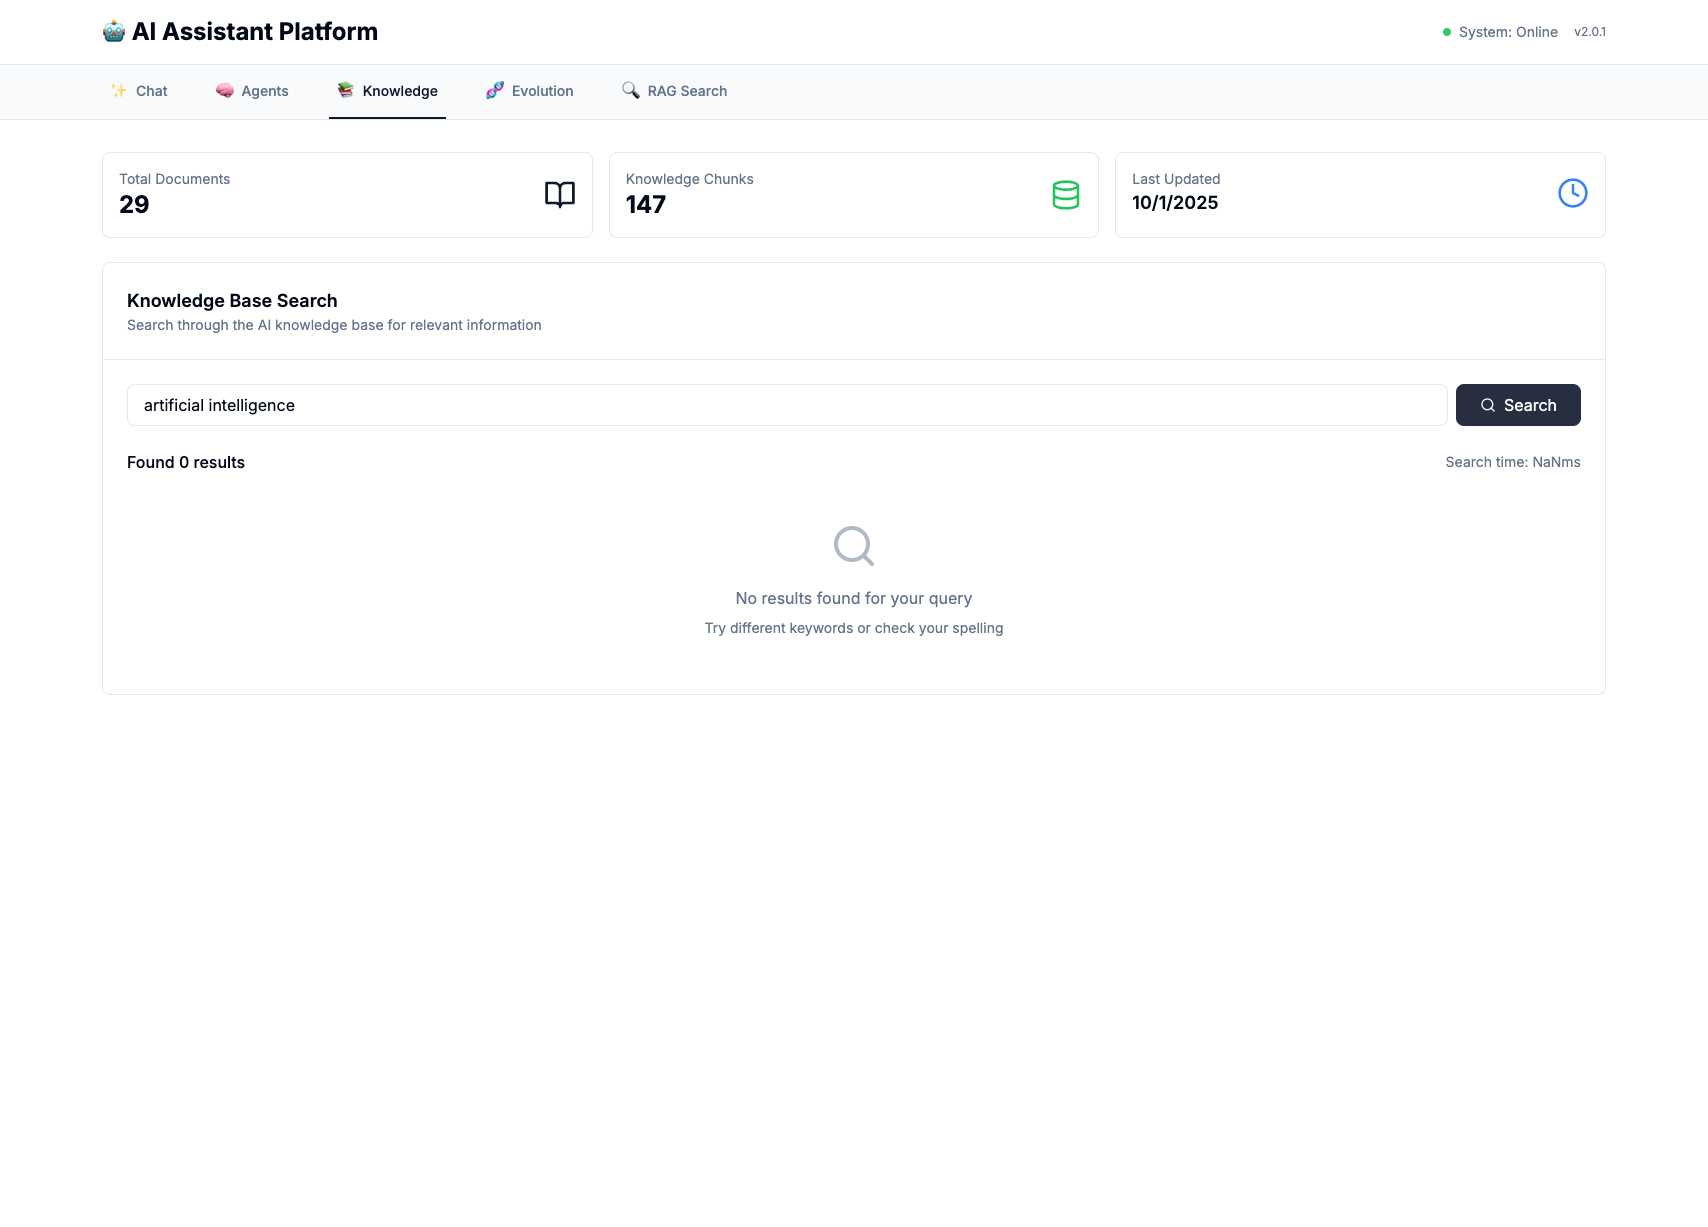 AI Assistant Platform
System: Online v2.0.1
Chat Agents Knowledge Evolution RAG Search
Total Documents
29
Knowledge Chunks
147
Last Updated
10/1/2025
Knowledge Base Search
Search through the AI knowledge base for relevant information
artificial intelligence
Search
Found 0 results
Search time: NaNms
No results found for your query
Try different keywords or check your spelling